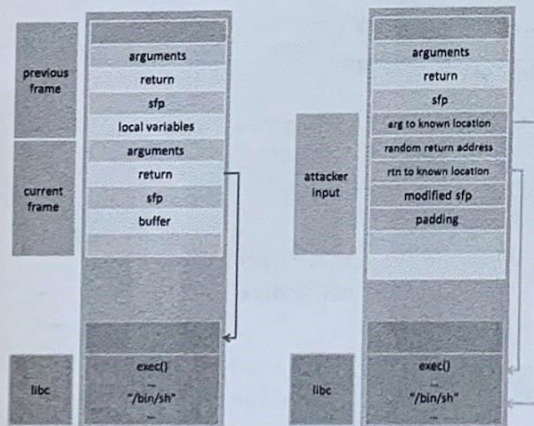 previous
frame
arguments
return
sfp
local variables
current
frame
arguments
return
sfp
buffer
libc
exec()
...
"/bin/sh"
...
arguments
return
sfp
attacker
input
arg to known location
random return address
rtn to known location
modified sfp
padding
libc
exec()
...
"/bin/sh"
...